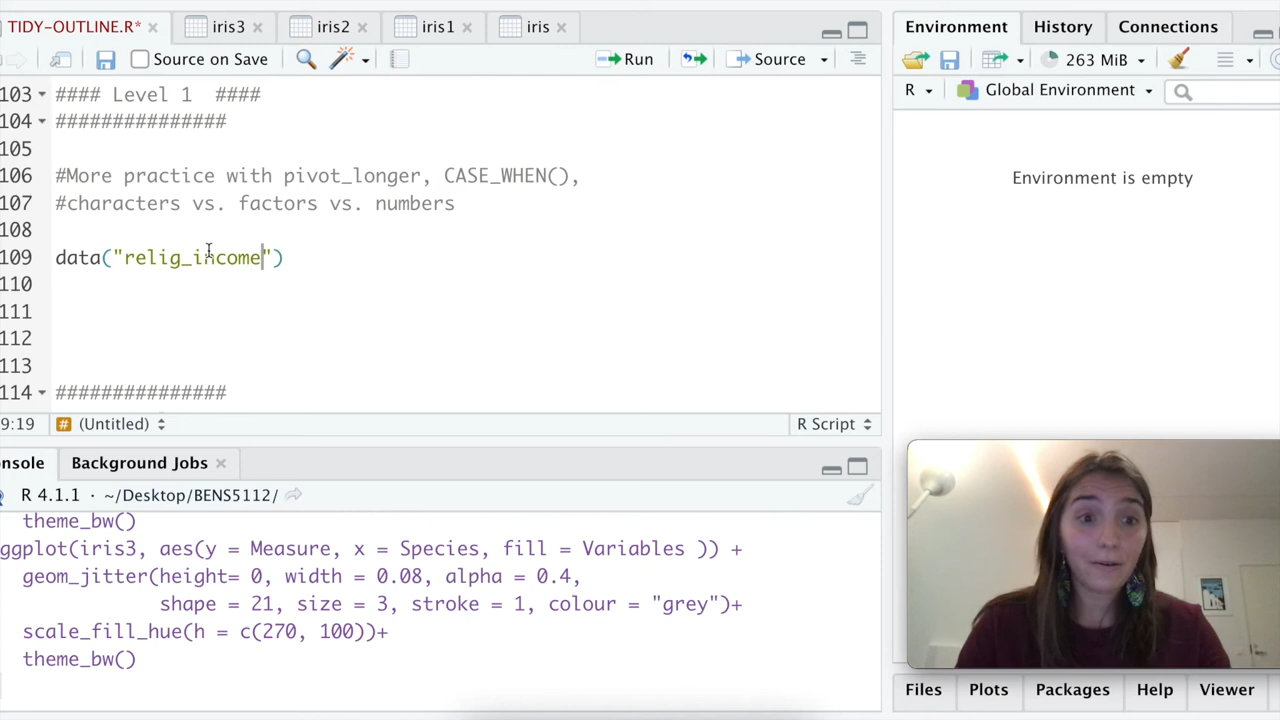 TIDY-OUTLINE.R* × iris3 × iris2 × iris1 × iris ×
Source on Save Run Source
103 #### Level 1 ####
104 ###############
105
106 #More practice with pivot_longer, CASE_WHEN(),
107 #characters vs. factors vs. numbers
108
109 data("relig_income")
110
111
112
113
114 ###############
9:19 # (Untitled) R Script
onsole Background Jobs ×
R 4.1.1 · ~/Desktop/BENS5112/
theme_bw()
ggplot(iris3, aes(y = Measure, x = Species, fill = Variables )) +
geom_jitter(height= 0, width = 0.08, alpha = 0.4,
shape = 21, size = 3, stroke = 1, colour = "grey")+
scale_fill_hue(h = c(270, 100))+
theme_bw()
Environment History Connections
263 MiB
R Global Environment
Environment is empty
Files Plots Packages Help Viewer